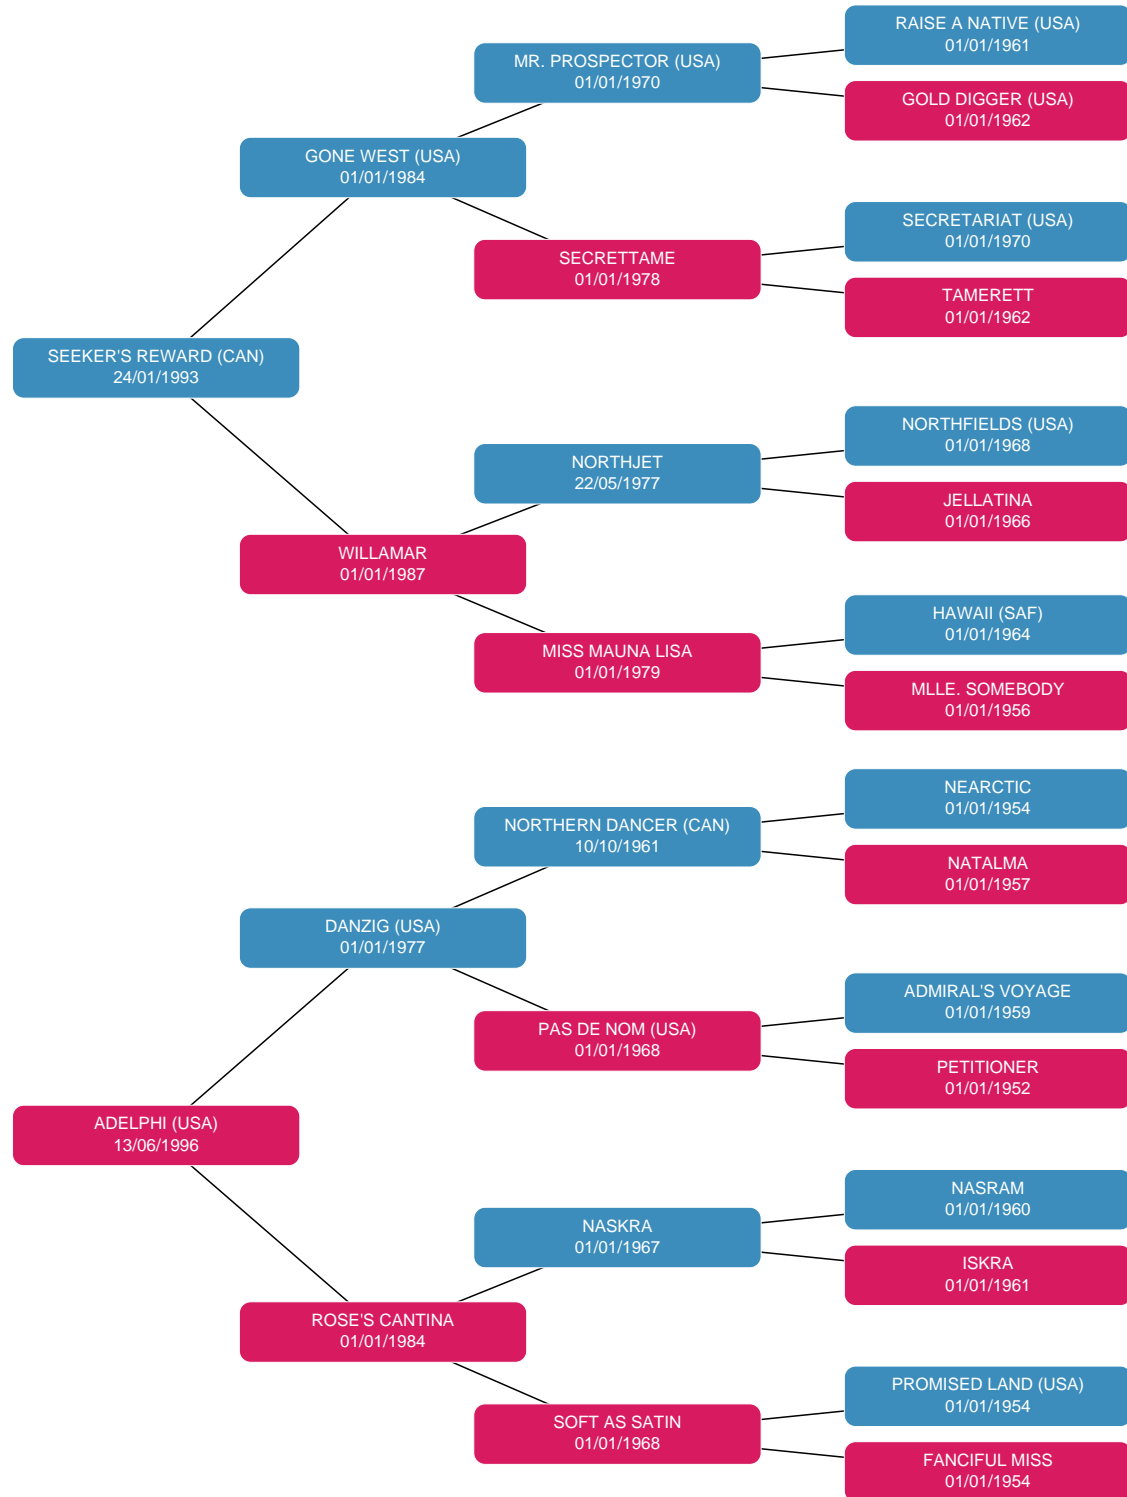 RAISE A NATIVE (USA)
01/01/1961
MR. PROSPECTOR (USA)
01/01/1970
GOLD DIGGER (USA)
01/01/1962
GONE WEST (USA)
01/01/1984
SECRETARIAT (USA)
01/01/1970
SECRETTAME
01/01/1978
TAMERETT
01/01/1962
SEEKER'S REWARD (CAN)
24/01/1993
NORTHFIELDS (USA)
01/01/1968
NORTHJET
22/05/1977
JELLATINA
01/01/1966
WILLAMAR
01/01/1987
HAWAII (SAF)
01/01/1964
MISS MAUNA LISA
01/01/1979
MLLE. SOMEBODY
01/01/1956
NEARCTIC
01/01/1954
NORTHERN DANCER (CAN)
10/10/1961
NATALMA
01/01/1957
DANZIG (USA)
01/01/1977
ADMIRAL'S VOYAGE
01/01/1959
PAS DE NOM (USA)
01/01/1968
PETITIONER
01/01/1952
ADELPHI (USA)
13/06/1996
NASRAM
01/01/1960
NASKRA
01/01/1967
ISKRA
01/01/1961
ROSE'S CANTINA
01/01/1984
PROMISED LAND (USA)
01/01/1954
SOFT AS SATIN
01/01/1968
FANCIFUL MISS
01/01/1954